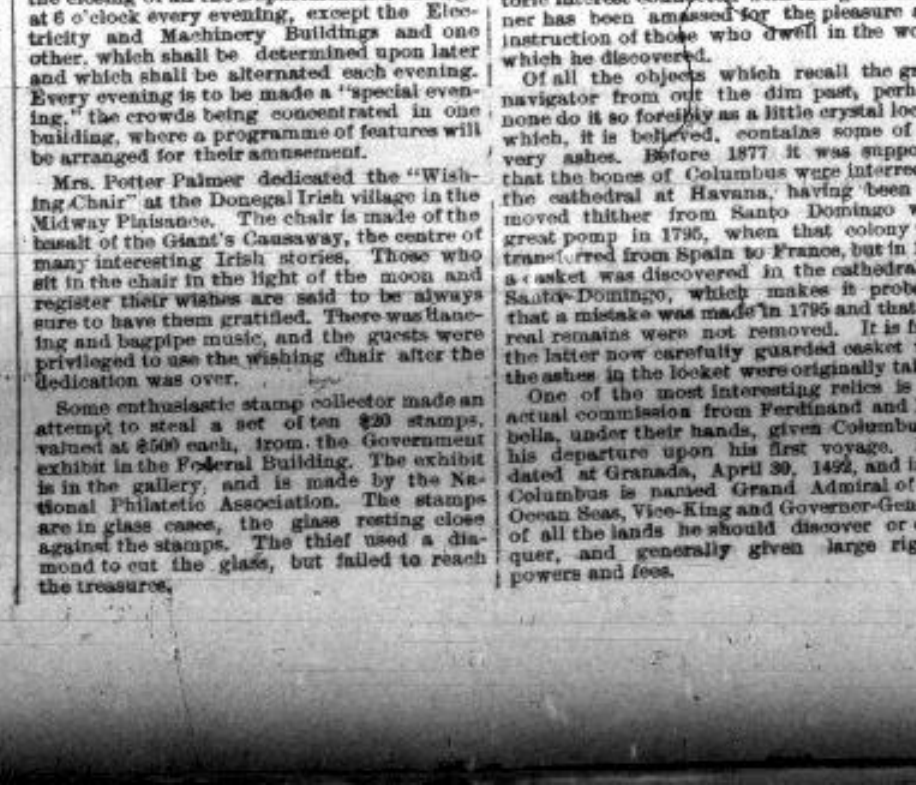 at 6 o'clock every evening, except the Elec-
tricity and Machinery Buildings and one
other, which shall be determined upon later
and which shall be alternated each evening.
Every evening is to be made a "special even-
ing," the crowds being concentrated in one
building, where a programme of features will
be arranged for their amusement.
Mrs. Potter Palmer dedicated the "Wish-
ing Chair" at the Donegal Irish village in the
Midway Plaisance. The chair is made of the
basalt of the Giant's Causaway, the centre of
many interesting Irish stories. Those who
sit in the chair in the light of the moon and
register their wishes are said to be always
sure to have them gratified. There was danc-
ing and bagpipe music, and the guests were
privileged to use the wishing chair after the
dedication was over.
Some enthusiastic stamp collector made an
attempt to steal a set of ten $20 stamps,
valued at $500 each, from the Government
exhibit in the Federal Building. The exhibit
is in the gallery, and is made by the Na-
tional Philatetic Association. The stamps
are in glass cases, the glass resting close
against the stamps. The thief used a dia-
mond to cut the glass, but failed to reach
the treasures.
ner has been amassed for the pleasure
instruction of those who dwell in the
which he discovered.
Of all the objects which recall the
navigator from out the dim past,
none do it so forcibly as a little crystal
which, it is believed, contains some of
very ashes. Before 1877 it was
that the bones of Columbus were
the cathedral at Havana, having been
moved thither from Santo Domingo
great pomp in 1795, when that colony
transferred from Spain to France, but in
a casket was discovered in the
Santo Domingo, which makes it
that a mistake was made in 1795 and that
real remains were not removed. It is
the latter now carefully guarded casket
the ashes in the locket were originally
One of the most interesting relics is
actual commission from Ferdinand and
bella, under their hands, given
his departure upon his first voyage.
dated at Granada, April 30, 1492, and
Columbus is named Grand Admiral of
Ocean Seas, Vice-King and
of all the lands he should discover or
quer, and generally given large
powers and fees.